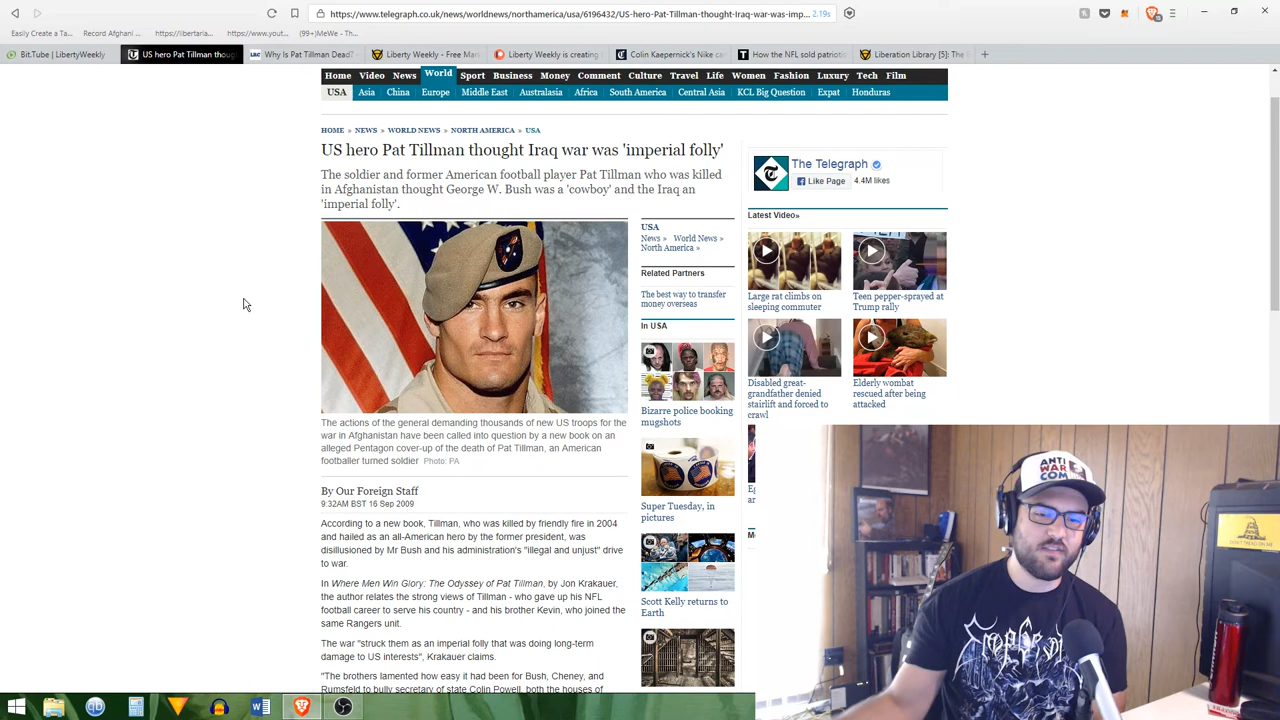 https://www.telegraph.co.uk/news/worldnews/northamerica/usa/6196432/US-hero-Pat-Tillman-thought-Iraq-war-was-imp... 2.19s
15
Easily Creating a...
Record Afghani ...
https://libertaria...
https://www.yout...
(99+)MeWe - Th...
Bit.Tube | LibertyWeekly
US hero Pat Tillman thoug
Why Is Pat Tillman Dead?
Liberty Weekly - Free Mar
Liberty Weekly is creating
Colin Kaepernick's Nike ca
How the NFL sold patrioti
Liberation Library [5]: The S
Home Video News World Sport Business Money Comment Culture Travel Life Women Fashion Luxury Tech Film
USA Asia China Europe Middle East Australasia Africa South America Central Asia KCL Big Question Expat Honduras
HOME » NEWS » WORLD NEWS » NORTH AMERICA » USA
US hero Pat Tillman thought Iraq war was 'imperial folly'
The soldier and former American football player Pat Tillman who was killed
in Afghanistan thought George W. Bush was a 'cowboy' and the Iraq an
'imperial folly'.
The actions of the general demanding thousands of new US troops for the
war in Afghanistan have been called into question by a new book on an
alleged Pentagon cover-up of the death of Pat Tillman, an American
footballer turned soldier Photo: PA
By Our Foreign Staff
9:32AM BST 16 Sep 2009
According to a new book, Tillman, who was killed by friendly fire in 2004
and hailed as an all-American hero by the former president, was
disillusioned by Mr Bush and his administration's "illegal and unjust" drive
to war.
In Where Men Win Glory: The Odyssey of Pat Tillman, by Jon Krakauer,
the author relates the strong views of Tillman - who gave up his NFL
football career to serve his country - and his brother Kevin, who joined the
same Rangers unit.
The war "struck them as an imperial folly that was doing long-term
damage to US interests", Krakauer claims.
"The brothers lamented how easy it had been for Bush, Cheney, and
Rumsfeld to bully secretary of state Colin Powell, both the houses of
USA
News » World News »
North America »
Related Partners
The best way to transfer
money overseas
In USA
Bizarre police booking
mugshots
Super Tuesday, in
pictures
Scott Kelly returns to
Earth
The Telegraph
Like Page 4.4M likes
Latest Video»
Large rat climbs on
sleeping commuter
Teen pepper-sprayed at
Trump rally
Disabled great-
grandfather denied
stairlift and forced to
crawl
Elderly wombat
rescued after being
attacked
ANTI
WAR
COM
DON'T TREAD ON ME